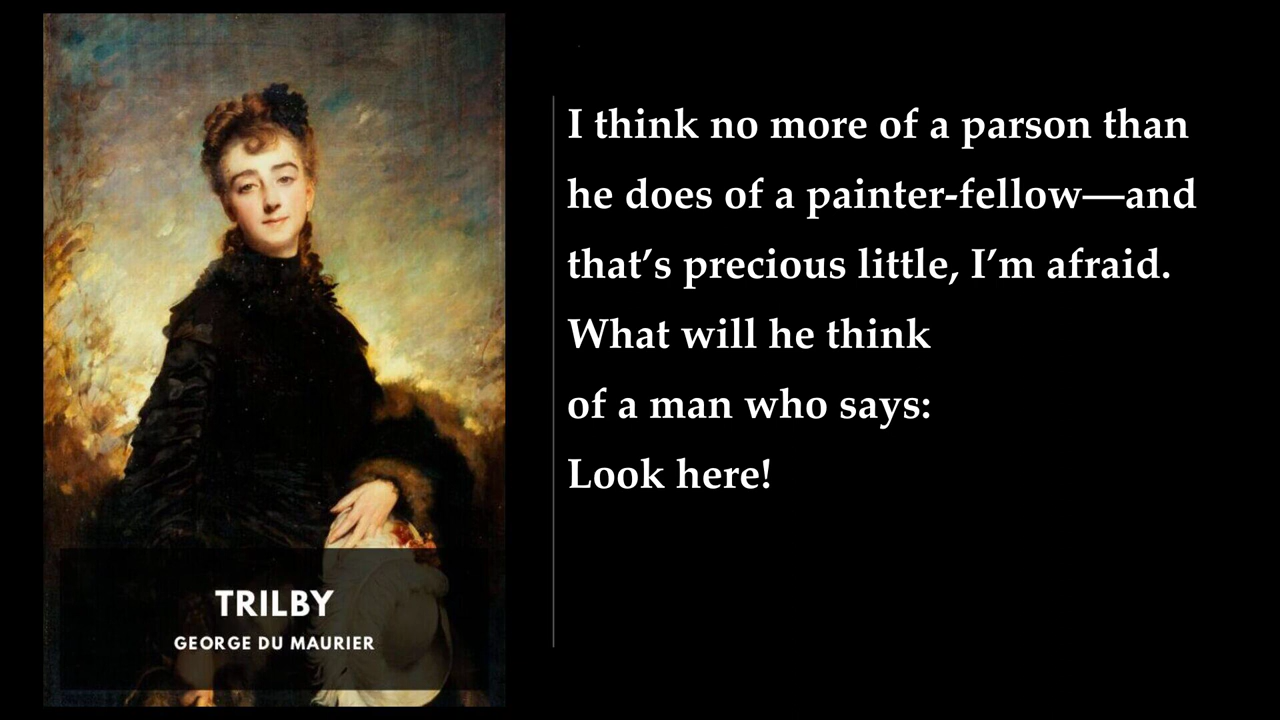 TRILBY
GEORGE DU MAURIER
I think no more of a parson than
he does of a painter-fellow—and
that’s precious little, I’m afraid.
What will he think
of a man who says:
Look here!